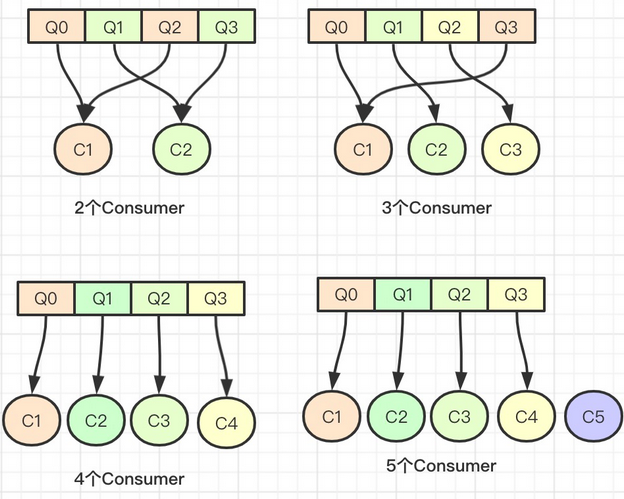 Q0 Q1 Q2 Q3
C1 C2
2个Consumer
Q0 Q1 Q2 Q3
C1 C2 C3
3个Consumer
Q0 Q1 Q2 Q3
C1 C2 C3 C4
4个Consumer
Q0 Q1 Q2 Q3
C1 C2 C3 C4 C5
5个Consumer